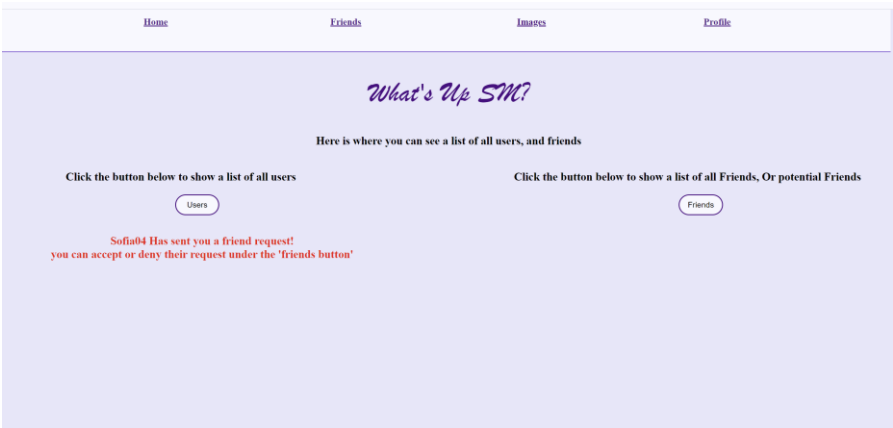 Home Friends Images Profile
What's Up SM?
Here is where you can see a list of all users, and friends
Click the button below to show a list of all users
Users
Click the button below to show a list of all Friends, Or potential Friends
Friends
Sofia04 Has sent you a friend request!
you can accept or deny their request under the 'friends button'